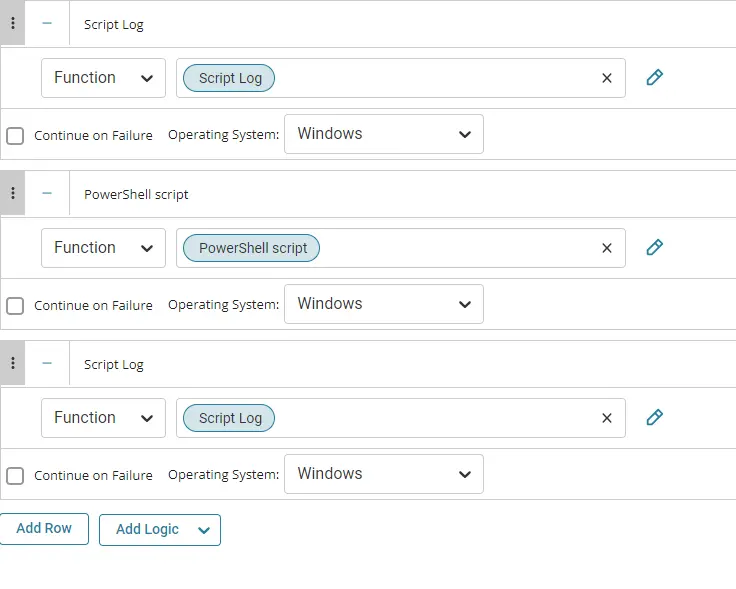 Script Log
Function Script Log
Continue on Failure Operating System: Windows
PowerShell script
Function PowerShell script
Continue on Failure Operating System: Windows
Script Log
Function Script Log
Continue on Failure Operating System: Windows
Add Row Add Logic